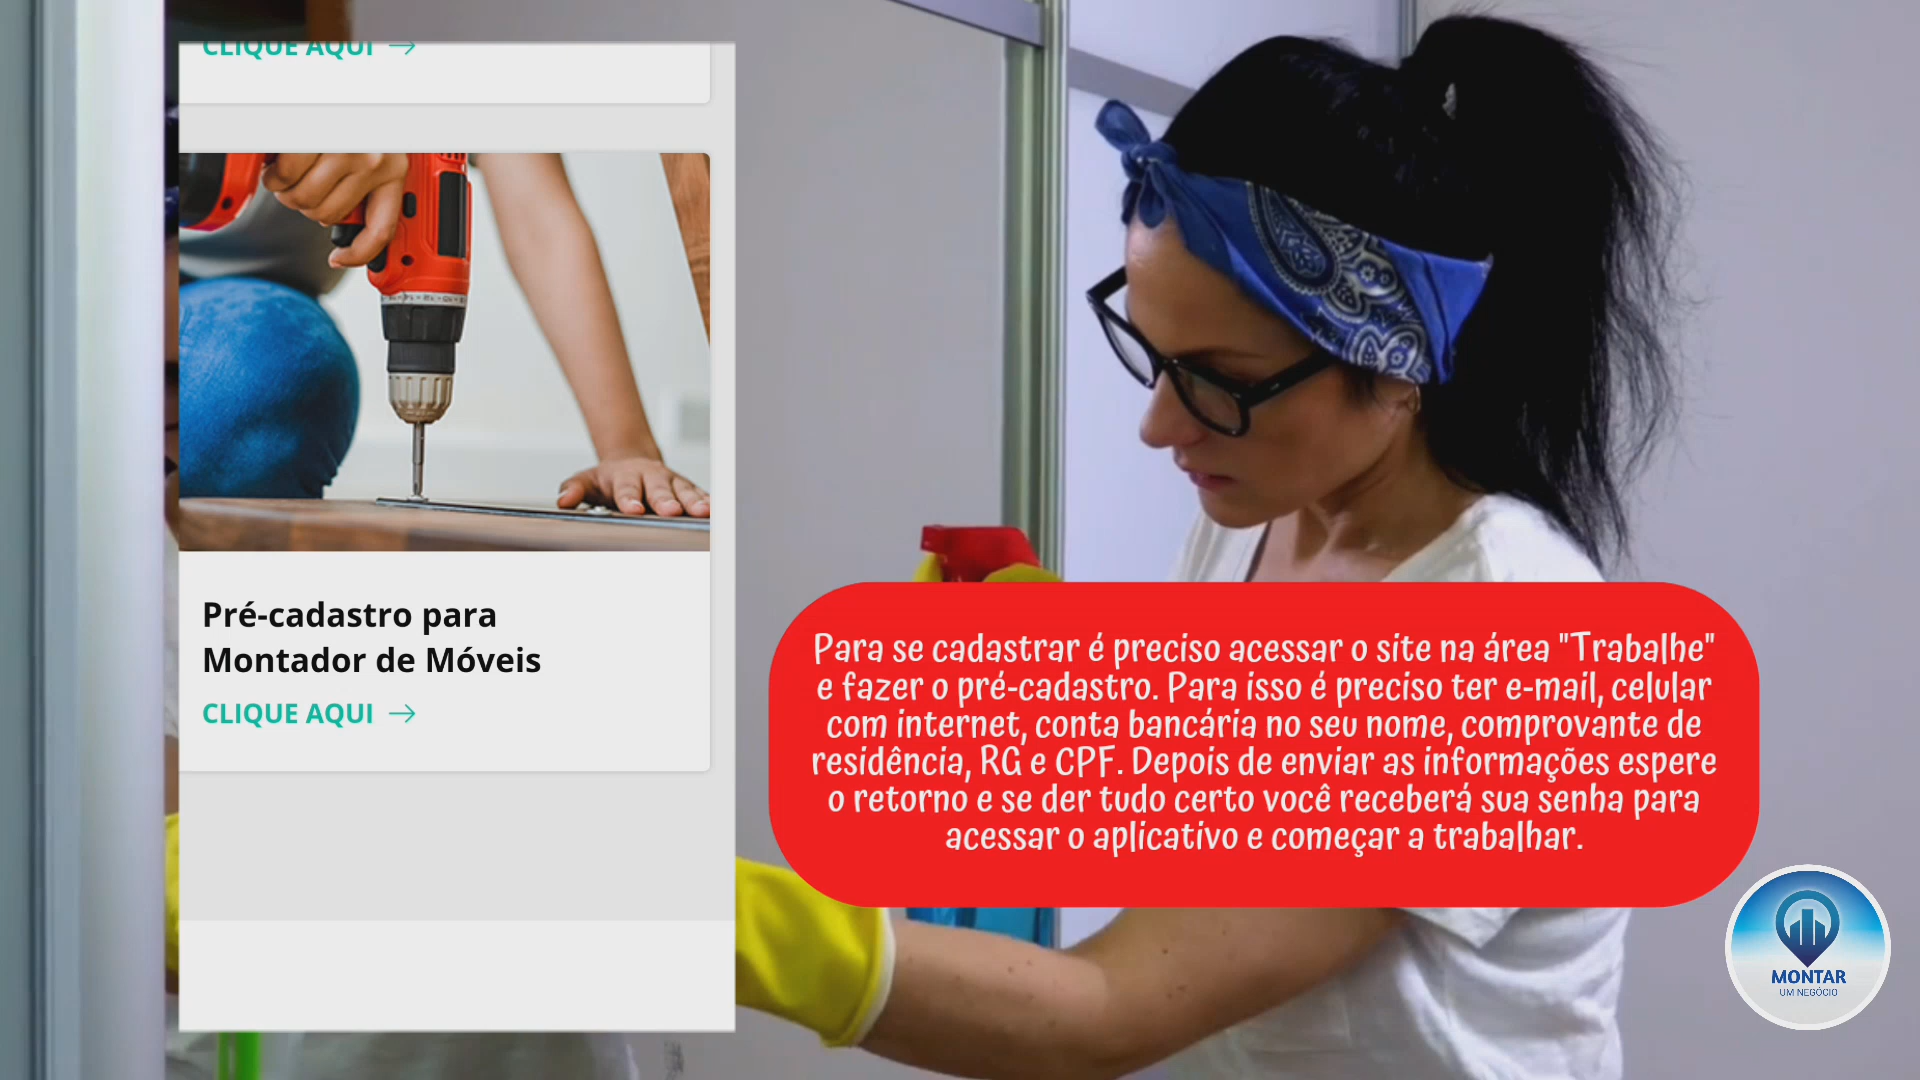 CLIQUE AQUI →
Pré-cadastro para
Montador de Móveis
CLIQUE AQUI →
Para se cadastrar é preciso acessar o site na área "Trabalhe"
e fazer o pré-cadastro. Para isso é preciso ter e-mail, celular
com internet, conta bancária no seu nome, comprovante de
residência, RG e CPF. Depois de enviar as informações espere
o retorno e se der tudo certo você receberá sua senha para
acessar o aplicativo e começar a trabalhar.
MONTAR
UM NEGÓCIO